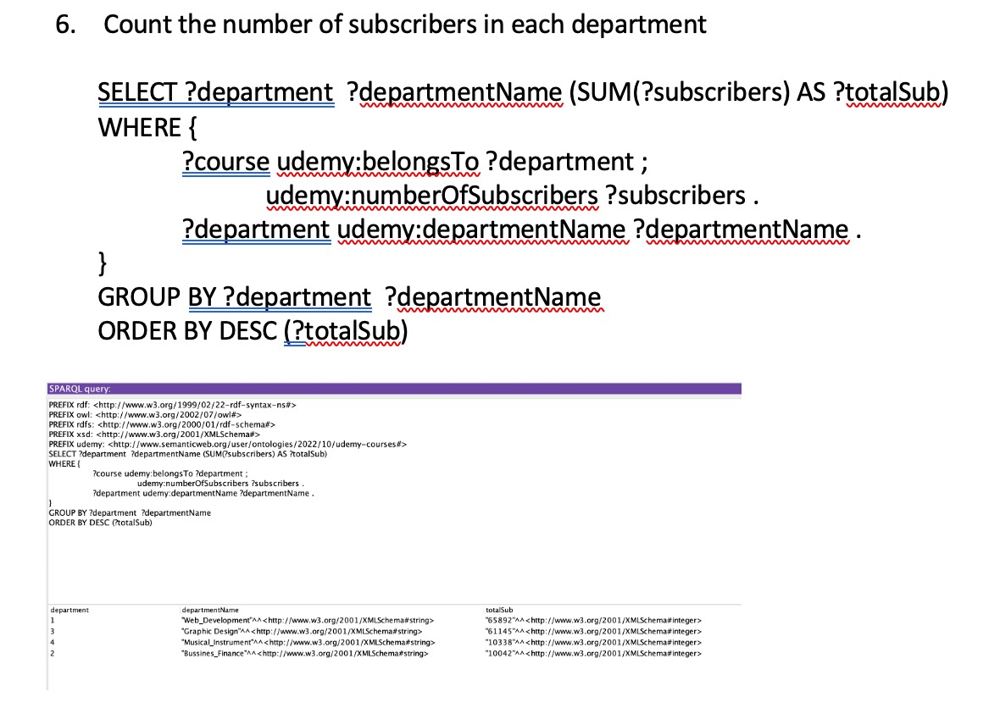 6. Count the number of subscribers in each department
SELECT ?department ?departmentName (SUM(?subscribers) AS ?totalSub)
WHERE {
?course udemy:belongsTo ?department ;
udemy:numberOfSubscribers ?subscribers .
?department udemy:departmentName ?departmentName .
}
GROUP BY ?department ?departmentName
ORDER BY DESC (?totalSub)
SPARQL query:
PREFIX rdf: <http://www.w3.org/1999/02/22-rdf-syntax-ns#>
PREFIX owl: <http://www.w3.org/2002/07/owl#>
PREFIX rdfs: <http://www.w3.org/2000/01/rdf-schema#>
PREFIX xsd: <http://www.w3.org/2001/XMLSchema#>
PREFIX udemy: <http://www.semanticweb.org/user/ontologies/2022/10/udemy-courses#>
SELECT ?department ?departmentName (SUM(?subscribers) AS ?totalSub)
WHERE {
?course udemy:belongsTo ?department ;
udemy:numberOfSubscribers ?subscribers .
?department udemy:departmentName ?departmentName .
}
GROUP BY ?department ?departmentName
ORDER BY DESC (?totalSub)
department departmentName totalSub
1 "Web_Development"^^<http://www.w3.org/2001/XMLSchema#string> "65892"^^<http://www.w3.org/2001/XMLSchema#integer>
3 "Graphic Design"^^<http://www.w3.org/2001/XMLSchema#string> "61145"^^<http://www.w3.org/2001/XMLSchema#integer>
4 "Musical_Instrument"^^<http://www.w3.org/2001/XMLSchema#string> "10338"^^<http://www.w3.org/2001/XMLSchema#integer>
2 "Bussines_Finance"^^<http://www.w3.org/2001/XMLSchema#string> "10042"^^<http://www.w3.org/2001/XMLSchema#integer>